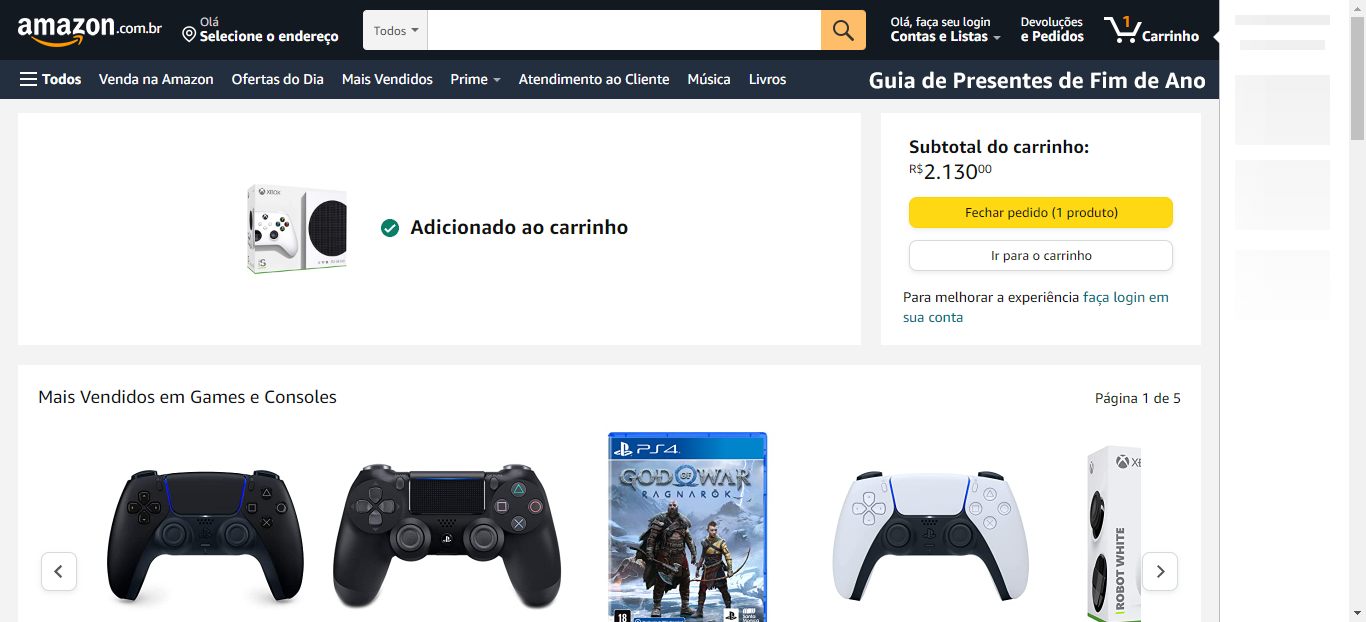 amazon.com.br
Olá
Selecione o endereço
Todos
Olá, faça seu login
Contas e Listas
Devoluções
e Pedidos
1
Carrinho
Todos
Venda na Amazon
Ofertas do Dia
Mais Vendidos
Prime
Atendimento ao Cliente
Música
Livros
Guia de Presentes de Fim de Ano
XBOX
S
Adicionado ao carrinho
Subtotal do carrinho:
R$2.13000
Fechar pedido (1 produto)
Ir para o carrinho
Para melhorar a experiência faça login em
sua conta
Mais Vendidos em Games e Consoles
Página 1 de 5
PS4
GOD OF WAR
RAGNARÖK
18
XB
ROBOT WHITE